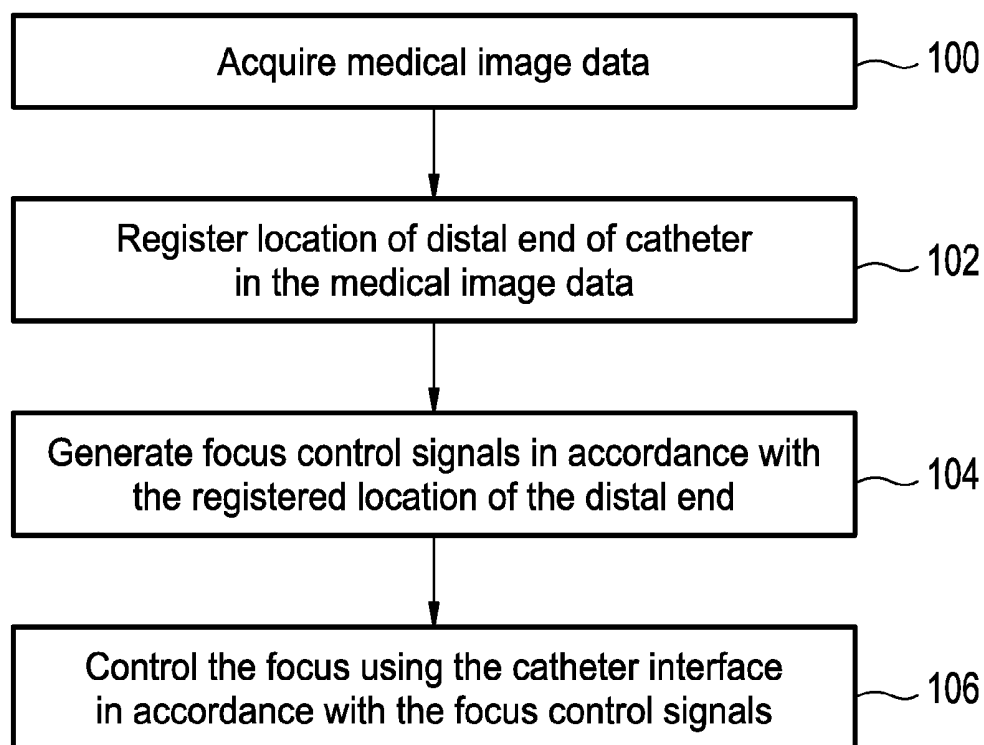 Acquire medical image data
100
Register location of distal end of catheter
in the medical image data
102
Generate focus control signals in accordance with
the registered location of the distal end
104
Control the focus using the catheter interface
in accordance with the focus control signals
106